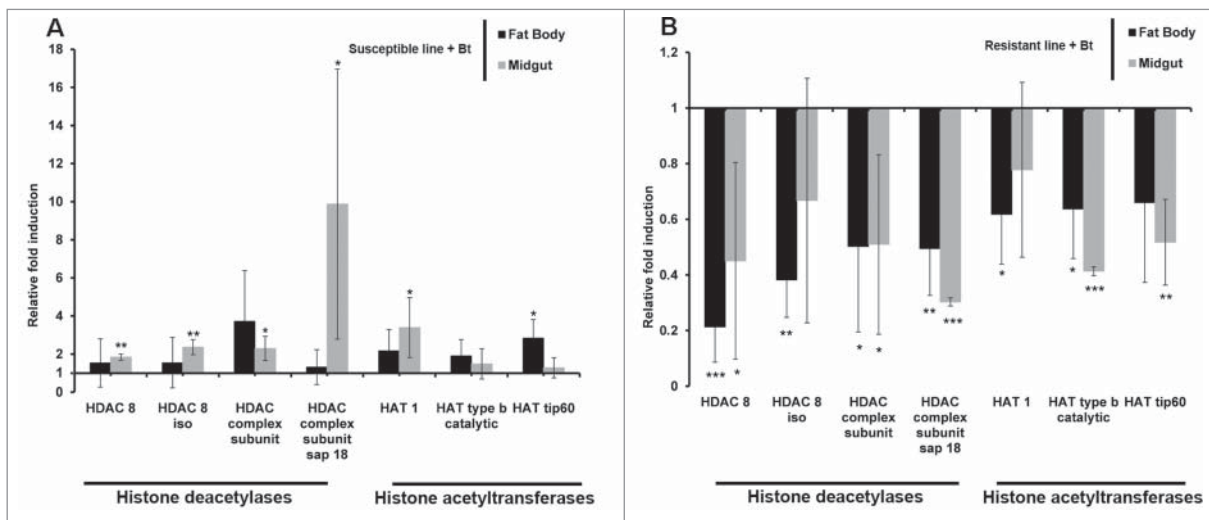 A
Susceptible line + Bt
Fat Body
Midgut
Relative fold induction
18
16
14
12
10
8
6
4
2
1
0
**
**
*
*
*
*
HDAC 8
HDAC 8
iso
HDAC
complex
subunit
HDAC
complex
subunit
sap 18
HAT 1
HAT type b
catalytic
HAT tip60
Histone deacetylases
Histone acetyltransferases
B
Resistant line + Bt
Fat Body
Midgut
Relative fold induction
1
0.8
0.6
0.4
0.2
0
***
*
**
*
*
**
***
*
*
***
**
HDAC 8
HDAC 8
iso
HDAC
complex
subunit
HDAC
complex
subunit
sap 18
HAT 1
HAT type b
catalytic
HAT tip60
Histone deacetylases
Histone acetyltransferases